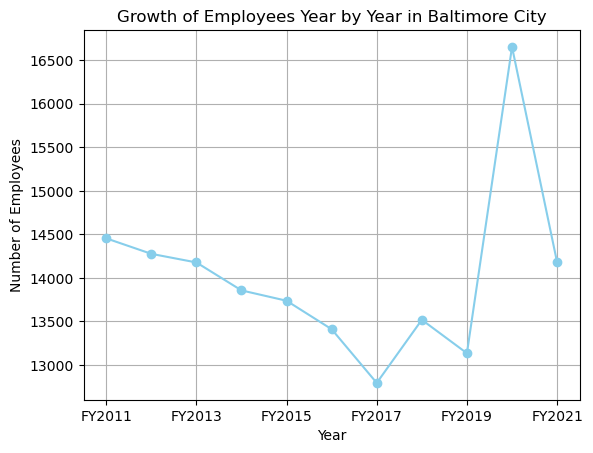 Growth of Employees Year by Year in Baltimore City
16500
16000
15500
15000
14500
14000
13500
13000
Number of Employees
FY2011 FY2013 FY2015 FY2017 FY2019 FY2021
Year